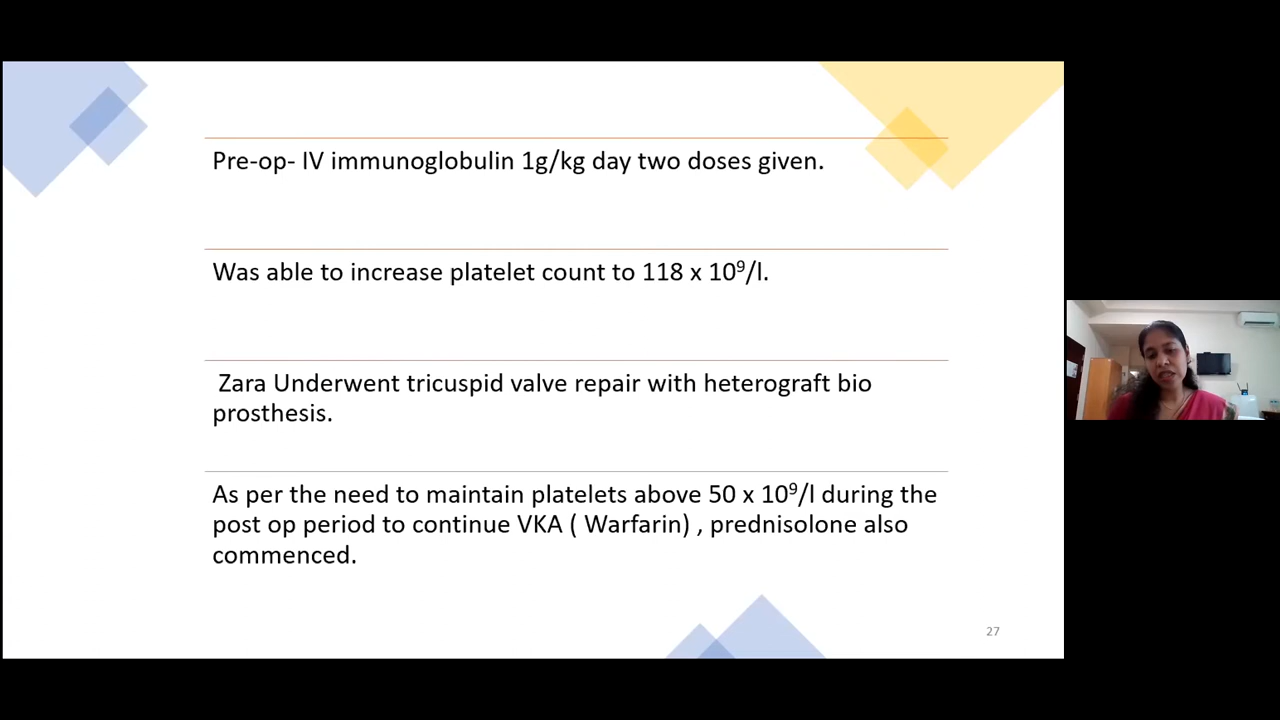 Pre-op- IV immunoglobulin 1g/kg day two doses given.
Was able to increase platelet count to 118 x 10⁹/l.
Zara Underwent tricuspid valve repair with heterograft bio
prosthesis.
As per the need to maintain platelets above 50 x 10⁹/l during the
post op period to continue VKA ( Warfarin) , prednisolone also
commenced.
27